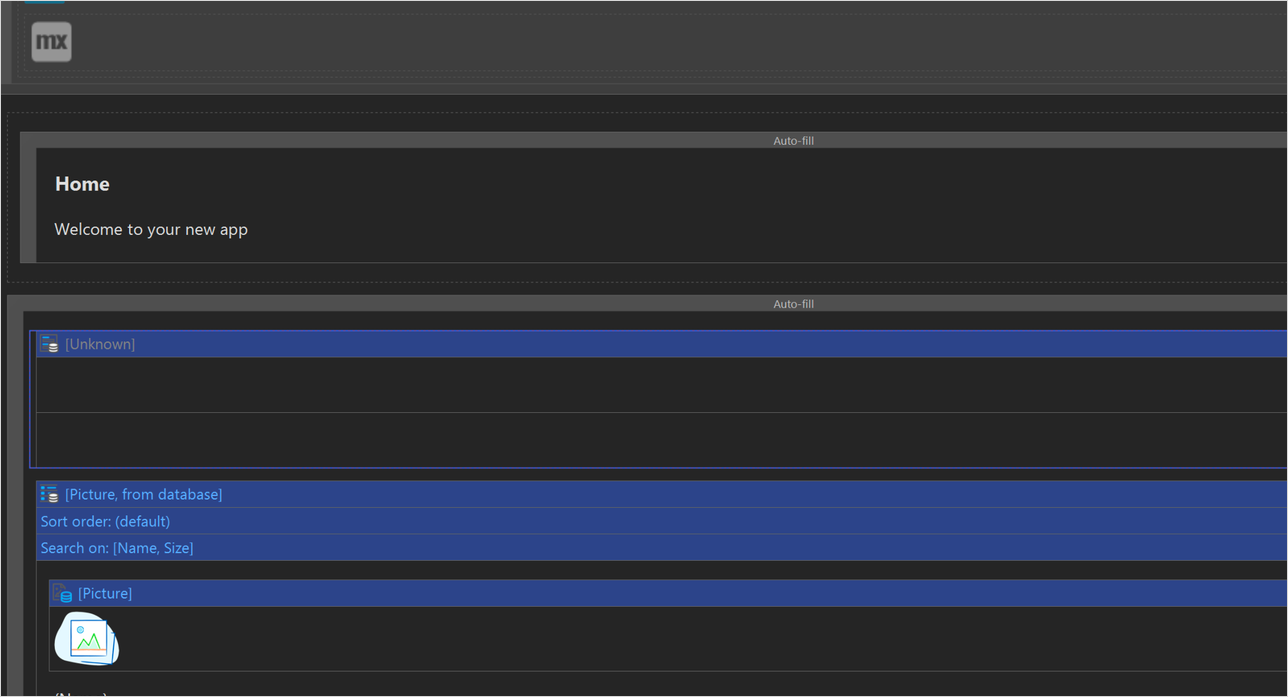 mx
Auto-fill
Home
Welcome to your new app
Auto-fill
[Unknown]
[Picture, from database]
Sort order: (default)
Search on: [Name, Size]
[Picture]